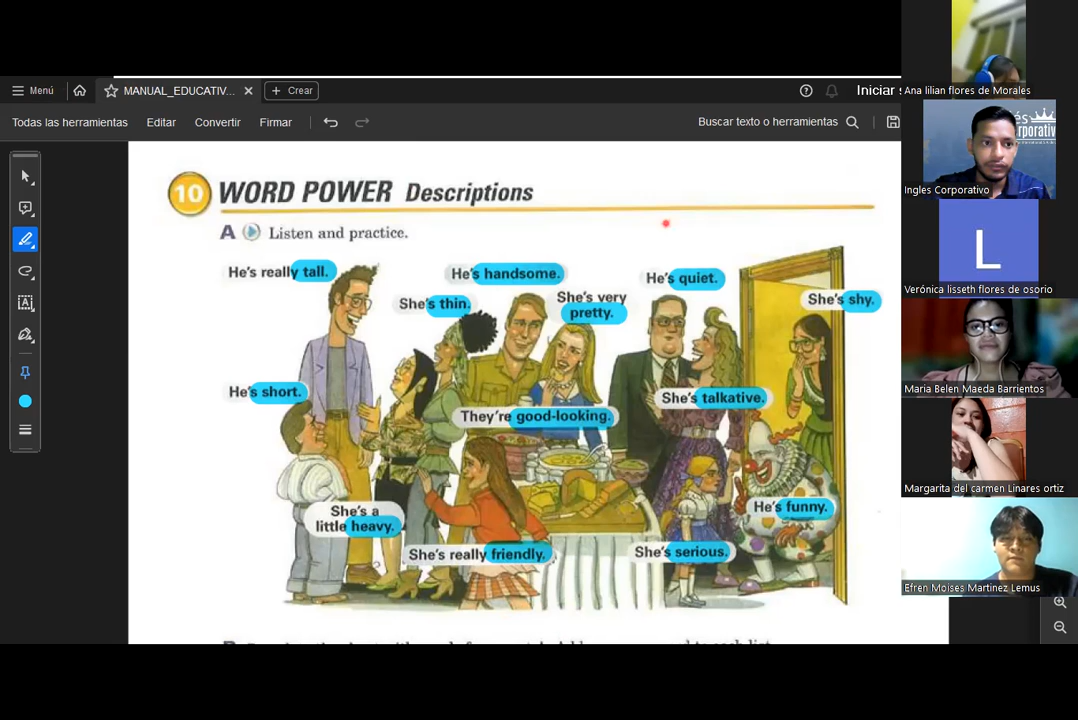 Menú
MANUAL_EDUCATIV...
Crear
Iniciar s
Todas las herramientas
Editar
Convertir
Firmar
Buscar texto o herramientas
10 WORD POWER Descriptions
A Listen and practice.
He's really tall.
He's handsome.
He's quiet.
She's thin.
She's very
pretty.
She's shy.
He's short.
They're good-looking.
She's talkative.
She's a
little heavy.
He's funny.
She's really friendly.
She's serious.
Ana lilian flores de Morales
Ingles Corporativo
L
Verónica lisseth flores de osorio
Maria Belen Maeda Barrientos
Margarita del carmen Linares ortiz
Efren Moises Martinez Lemus